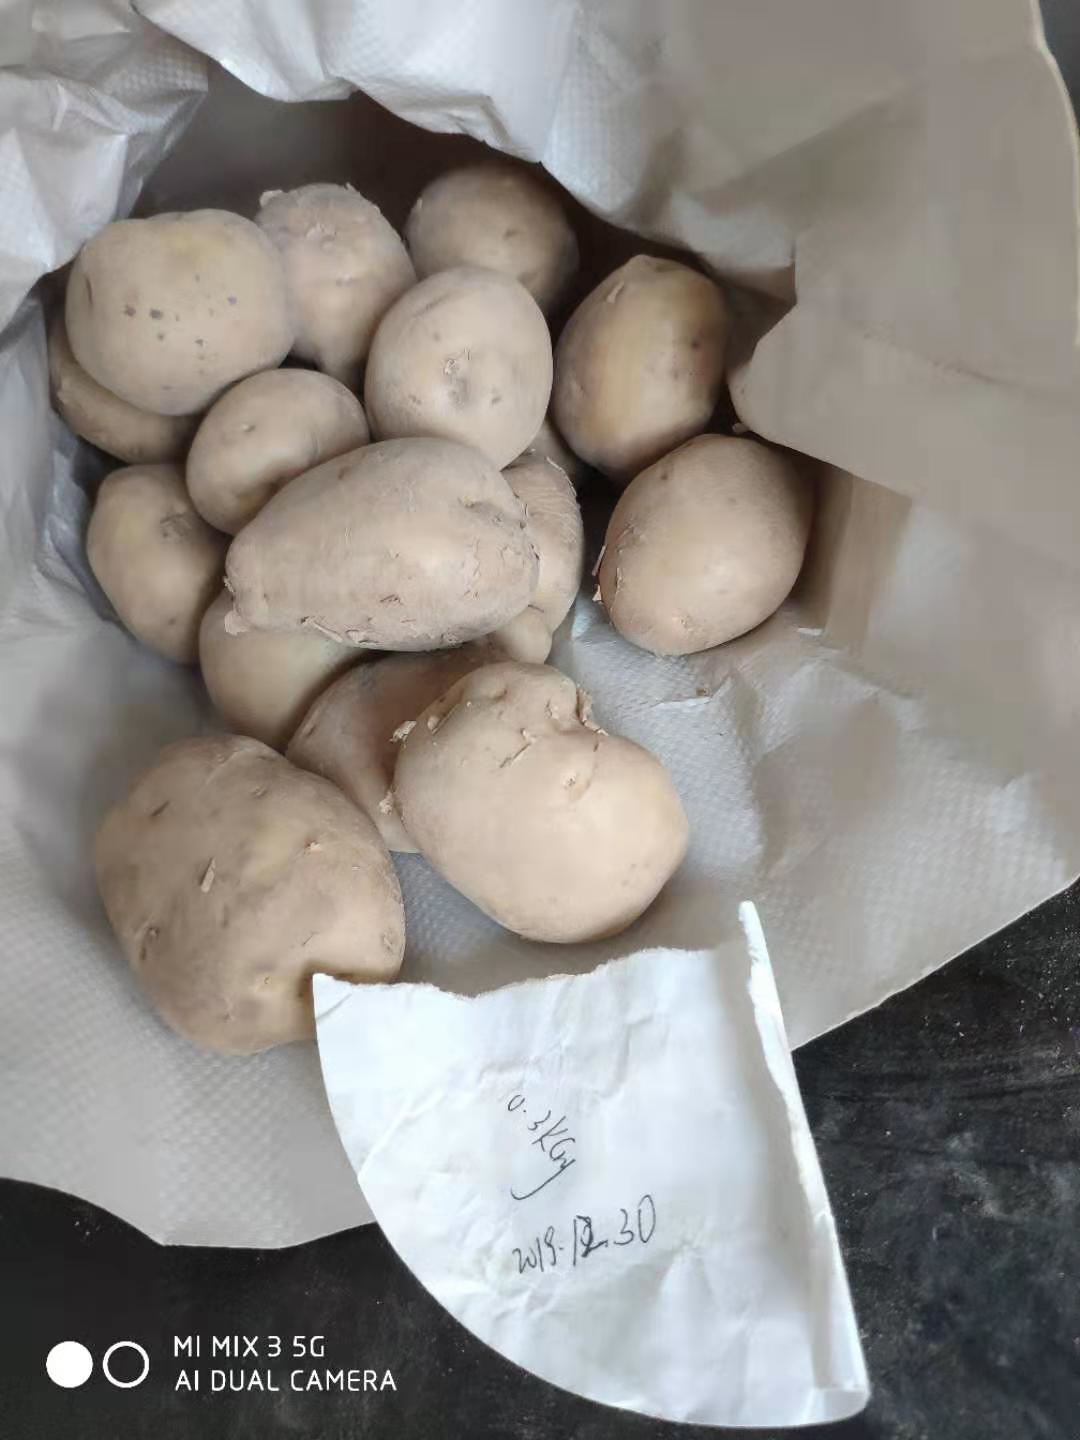 0.3KGy
2019.12.30
MI MIX 3 5G
AI DUAL CAMERA